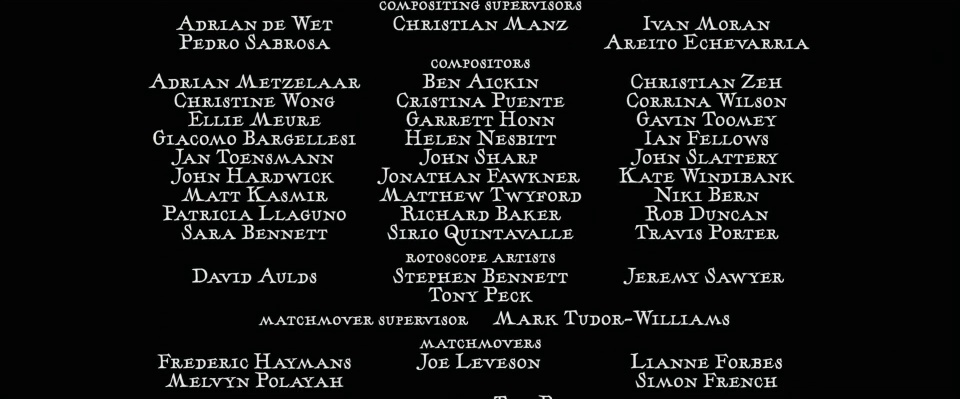 COMPOSITING SUPERVISORS
ADRIAN DE WET CHRISTIAN MANZ IVAN MORAN
PEDRO SABROSA AREITO ECHEVARRIA
COMPOSITORS
ADRIAN METZELAAR BEN AICKIN CHRISTIAN ZEH
CHRISTINE WONG CRISTINA PUENTE CORRINA WILSON
ELLIE MEURE GARRETT HONN GAVIN TOOMEY
GIACOMO BARGELLESI HELEN NESBITT IAN FELLOWS
JAN TOENSMANN JOHN SHARP JOHN SLATTERY
JOHN HARDWICK JONATHAN FAWKNER KATE WINDIBANK
MATT KASMIR MATTHEW TWYFORD NIKI BERN
PATRICIA LLAGUNO RICHARD BAKER ROB DUNCAN
SARA BENNETT SIRIO QUINTAVALLE TRAVIS PORTER
ROTOSCOPE ARTISTS
DAVID AULDS STEPHEN BENNETT JEREMY SAWYER
TONY PECK
MATCHMOVER SUPERVISOR MARK TUDOR-WILLIAMS
MATCHMOVERS
FREDERIC HAYMANS JOE LEVESON LIANNE FORBES
MELVYN POLAYAH SIMON FRENCH